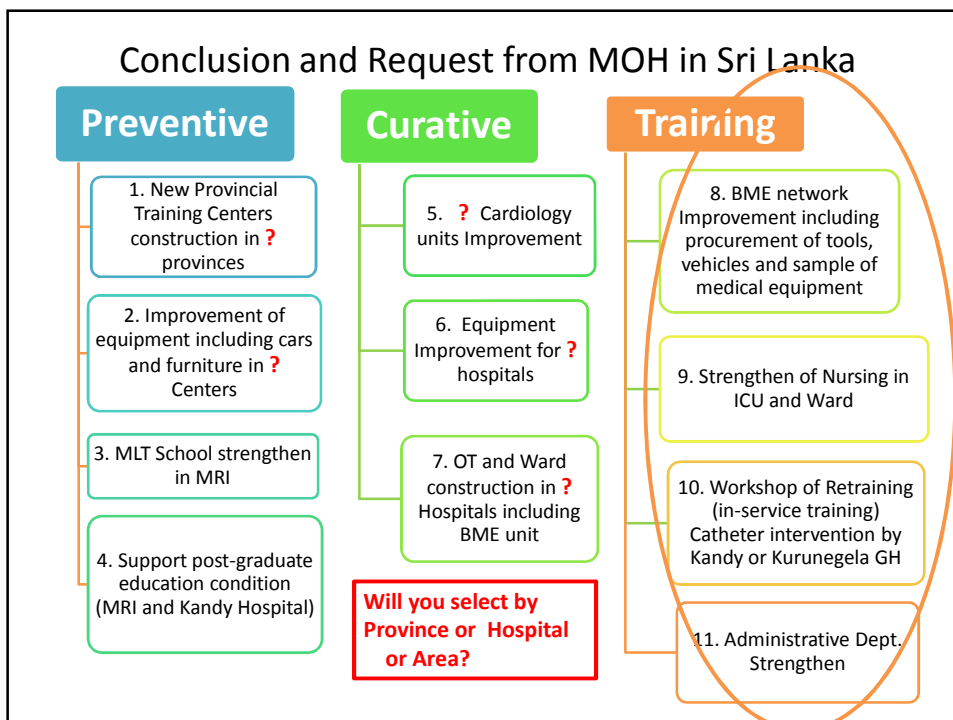 Conclusion and Request from MOH in Sri Lanka
Preventive
1. New Provincial
Training Centers
construction in ?
provinces
2. Improvement of
equipment including cars
and furniture in ?
Centers
3. MLT School strengthen
in MRI
4. Support post-graduate
education condition
(MRI and Kandy Hospital)
Curative
5. ? Cardiology
units Improvement
6. Equipment
Improvement for ?
hospitals
7. OT and Ward
construction in ?
Hospitals including
BME unit
Will you select by
Province or Hospital
or Area?
Training
8. BME network
Improvement including
procurement of tools,
vehicles and sample of
medical equipment
9. Strengthen of Nursing in
ICU and Ward
10. Workshop of Retraining
(in-service training)
Catheter intervention by
Kandy or Kurunegela GH
11. Administrative Dept.
Strengthen